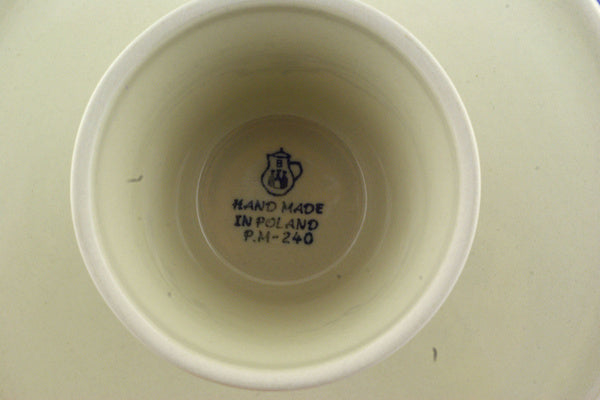 B
HAND MADE
IN POLAND
P.M-240